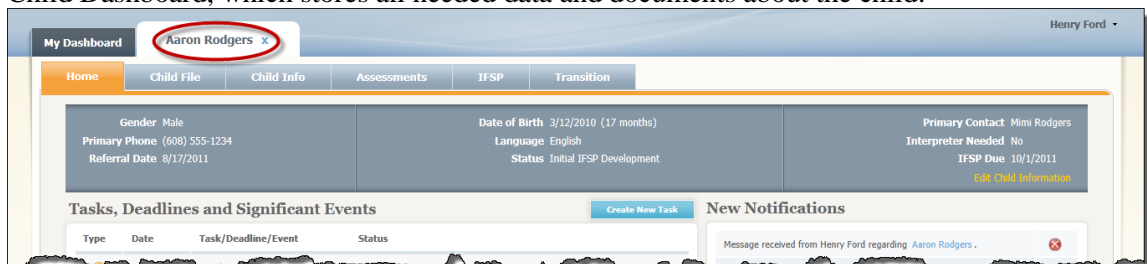 Child Dashboard, which stores all needed data and documents about the child.
Henry Ford
My Dashboard Aaron Rodgers x
Home Child File Child Info Assessments IFSP Transition
Gender Male Date of Birth 3/12/2010 (17 months) Primary Contact Mimi Rodgers
Primary Phone (608) 555-1234 Language English Interpreter Needed No
Referral Date 8/17/2011 Status Initial IFSP Development IFSP Due 10/1/2011
Edit Child Information
Tasks, Deadlines and Significant Events Create New Task New Notifications
Type Date Task/Deadline/Event Status
Message received from Henry Ford regarding Aaron Rodgers .